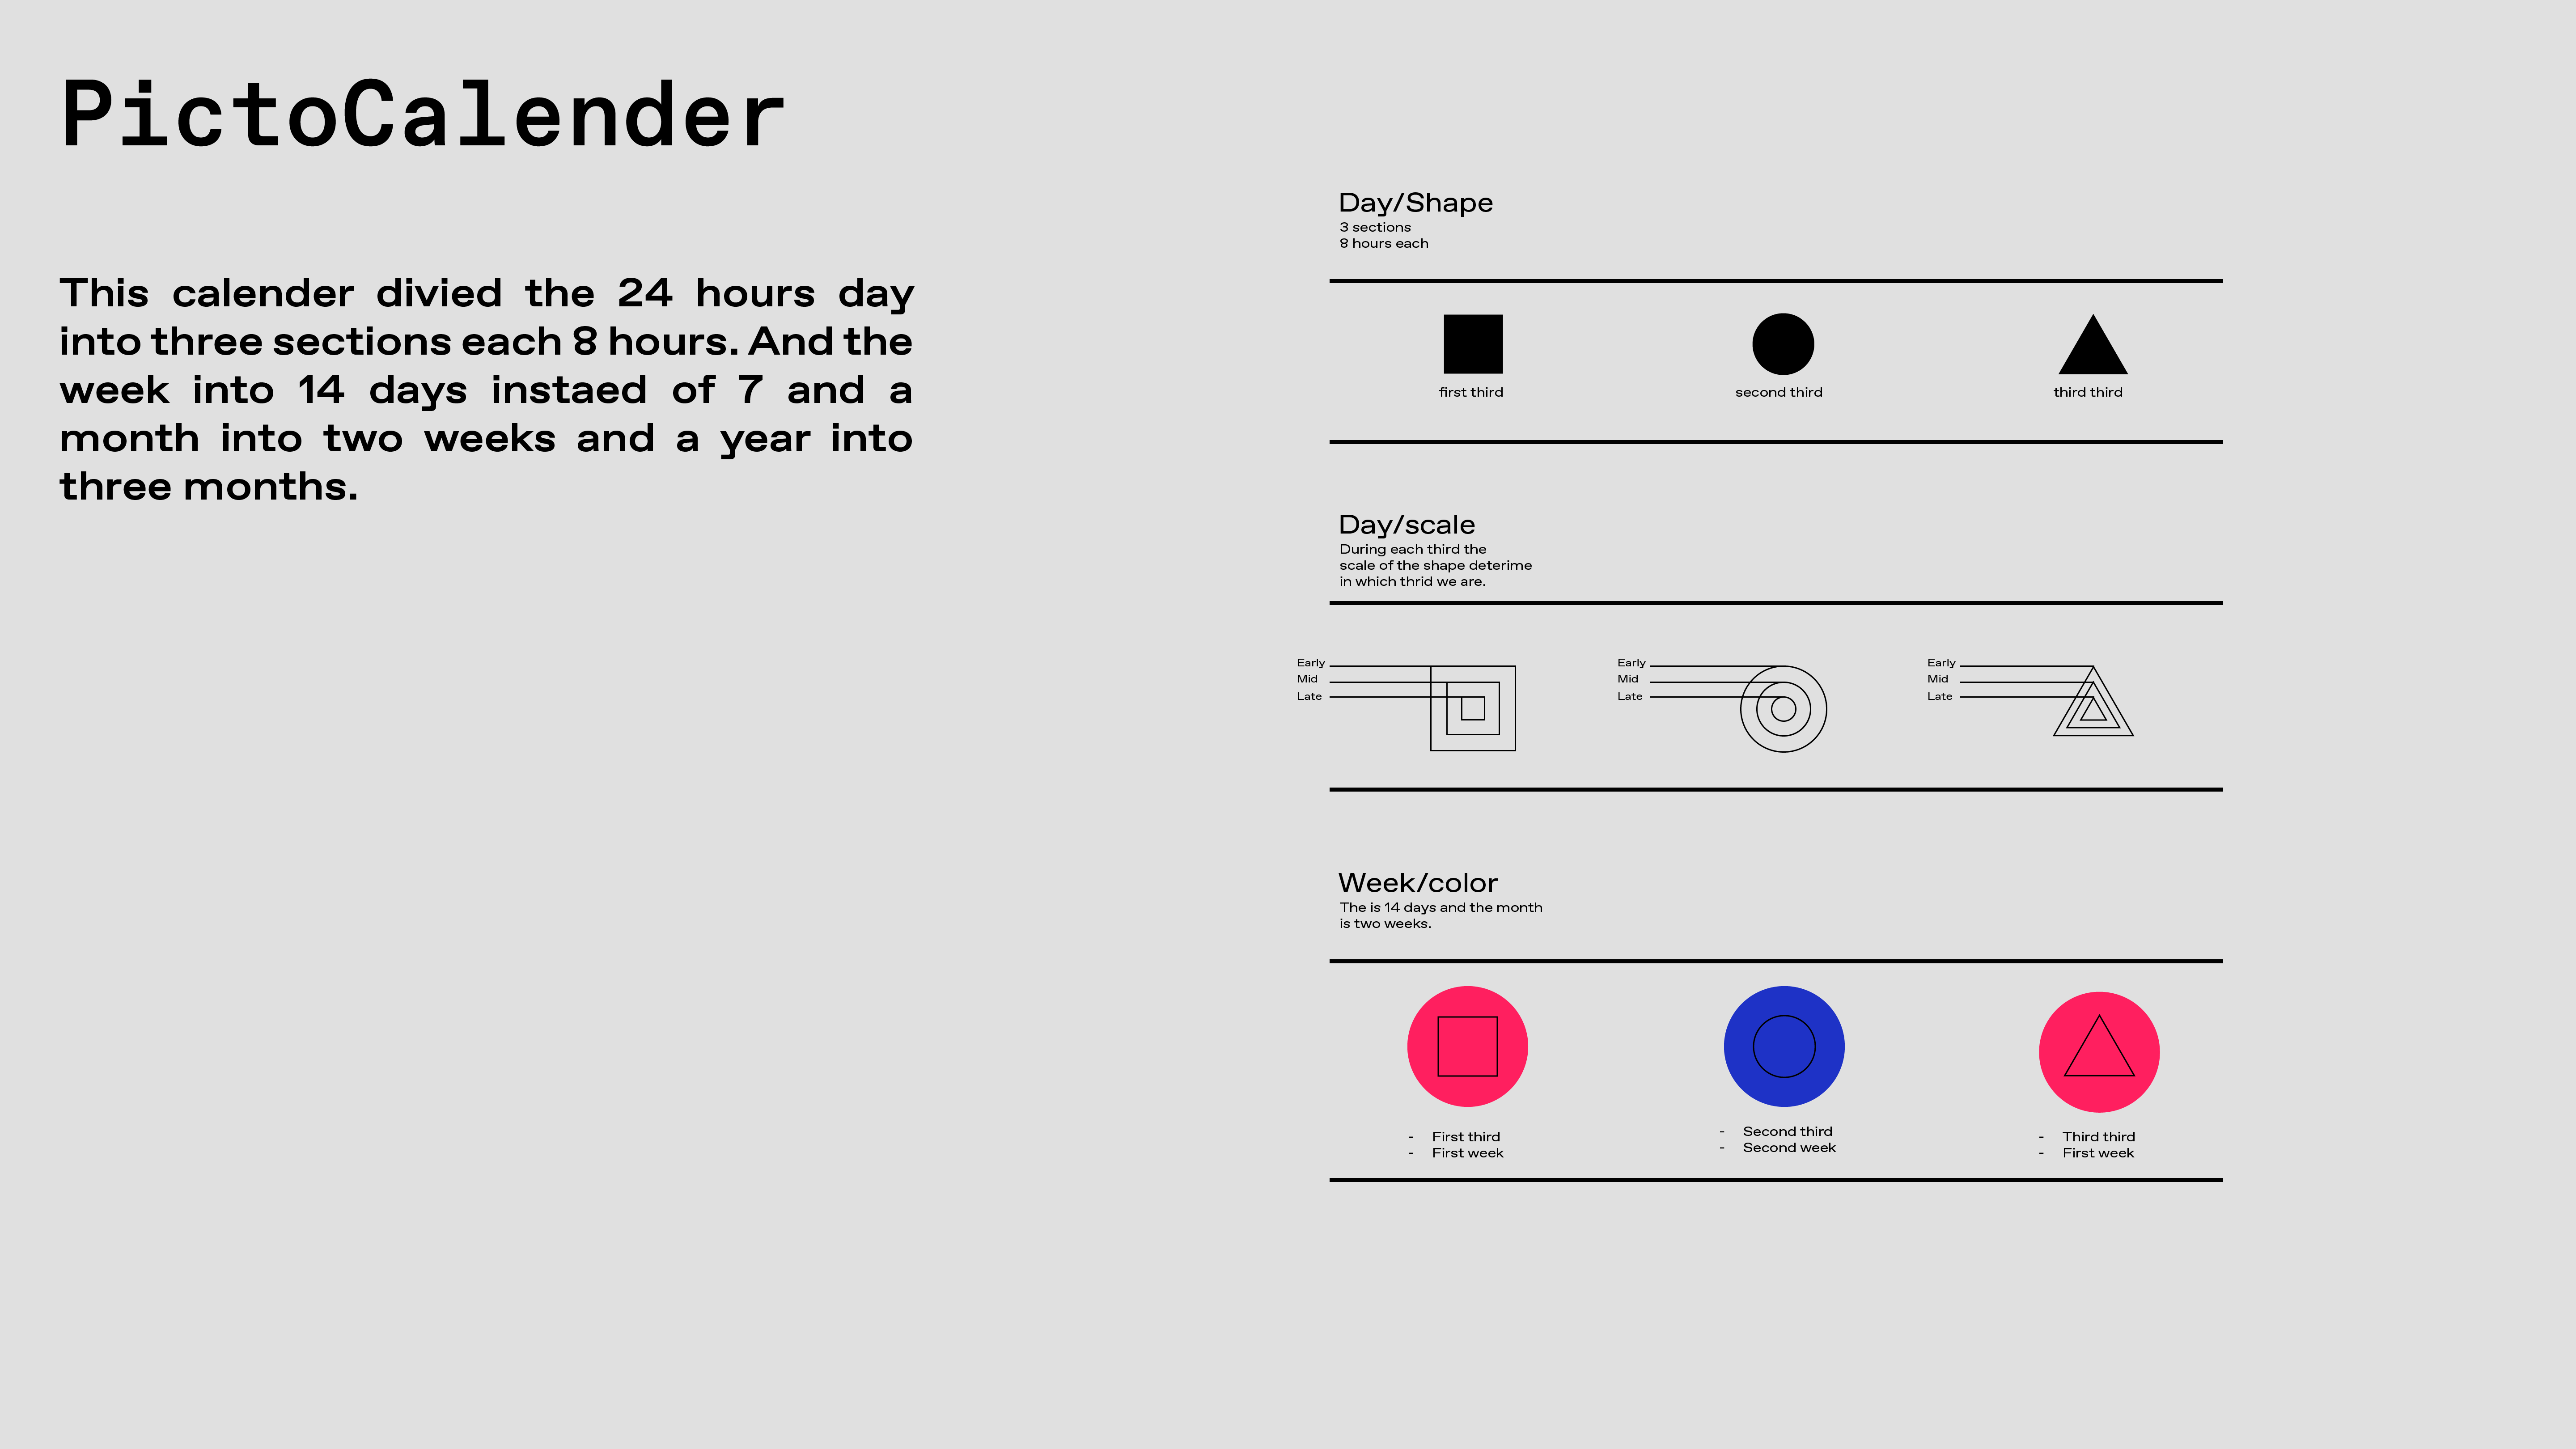 PictoCalender
This calender divied the 24 hours day
into three sections each 8 hours. And the
week into 14 days instaed of 7 and a
month into two weeks and a year into
three months.
Day/Shape
3 sections
8 hours each
first third
second third
third third
Day/scale
During each third the
scale of the shape deterime
in which thrid we are.
Early
Mid
Late
Early
Mid
Late
Early
Mid
Late
Week/color
The is 14 days and the month
is two weeks.
- First third
- First week
- Second third
- Second week
- Third third
- First week